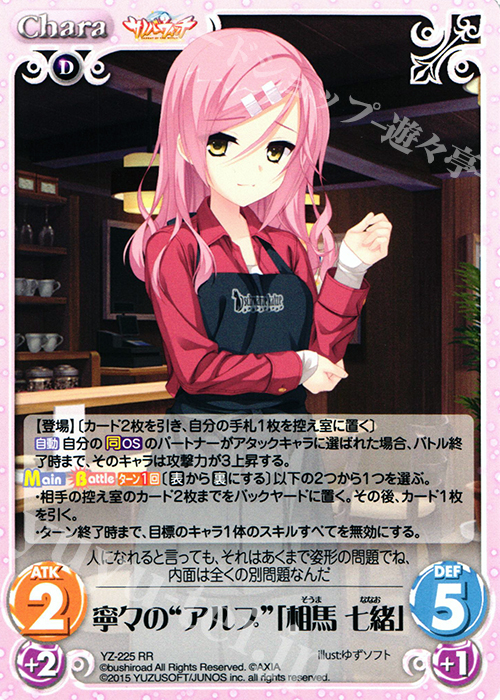 Chara
サノバウィッチ
D
【登場】〔カード2枚を引き、自分の手札1枚を控え室に置く〕
自動 自分の同OSのパートナーがアタックキャラに選ばれた場合、バトル終
了時まで、そのキャラは攻撃力が3上昇する。
Main Battle ターン1回 〔表から裏にする〕以下の2つから1つを選ぶ。
・相手の控え室のカード2枚までをバックヤードに置く。その後、カード1枚
を引く。
・ターン終了時まで、目標のキャラ1体のスキルすべてを無効にする。
人になれると言っても、それはあくまで姿形の問題でね、
内面は全くの別問題なんだ
ATK
2
+2
そうま ななお
寧々の“アルプ”「相馬 七緒」
DEF
5
+1
YZ-225 RR
illust:ゆずソフト
©bushiroad All Rights Reserved. ©AXIA
©2015 YUZUSOFT/JUNOS inc. all rights reserved.